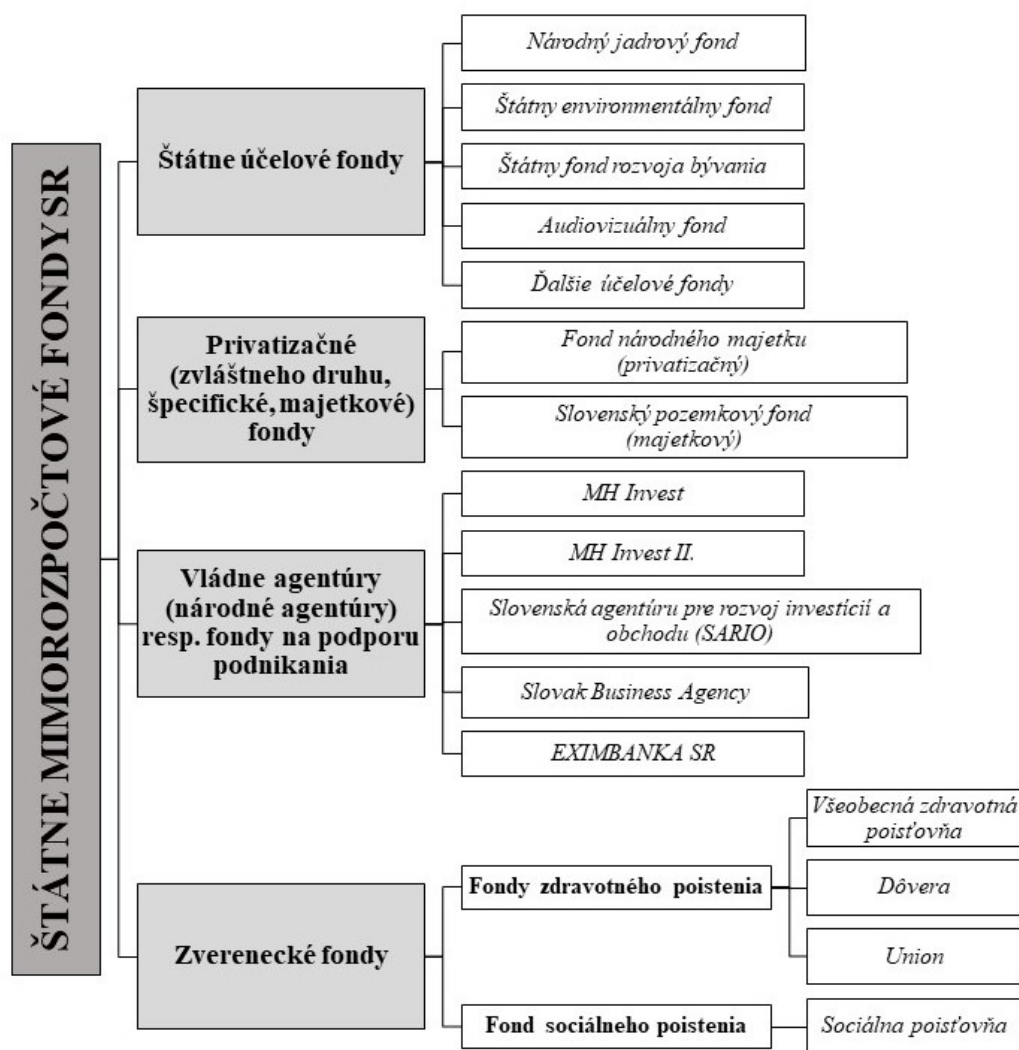 ŠTÁTNE MIMOROZPOČTOVÉ FONDY SR
Štátne účelové fondy
Národný jadrový fond
Štátny environmentálny fond
Štátny fond rozvoja bývania
Audiovizuálny fond
Ďalšie účelové fondy
Privatizačné
(zvláštneho druhu,
špecifické, majetkové)
fondy
Fond národného majetku
(privatizačný)
Slovenský pozemkový fond
(majetkový)
Vládne agentúry
(národné agentúry)
resp. fondy na podporu
podnikania
MH Invest
MH Invest II.
Slovenská agentúru pre rozvoj investícií a
obchodu (SARIO)
Slovak Business Agency
EXIMBANKA SR
Zverenecké fondy
Fondy zdravotného poistenia
Všeobecná zdravotná
poisťovňa
Dôvera
Union
Fond sociálneho poistenia
Sociálna poisťovňa